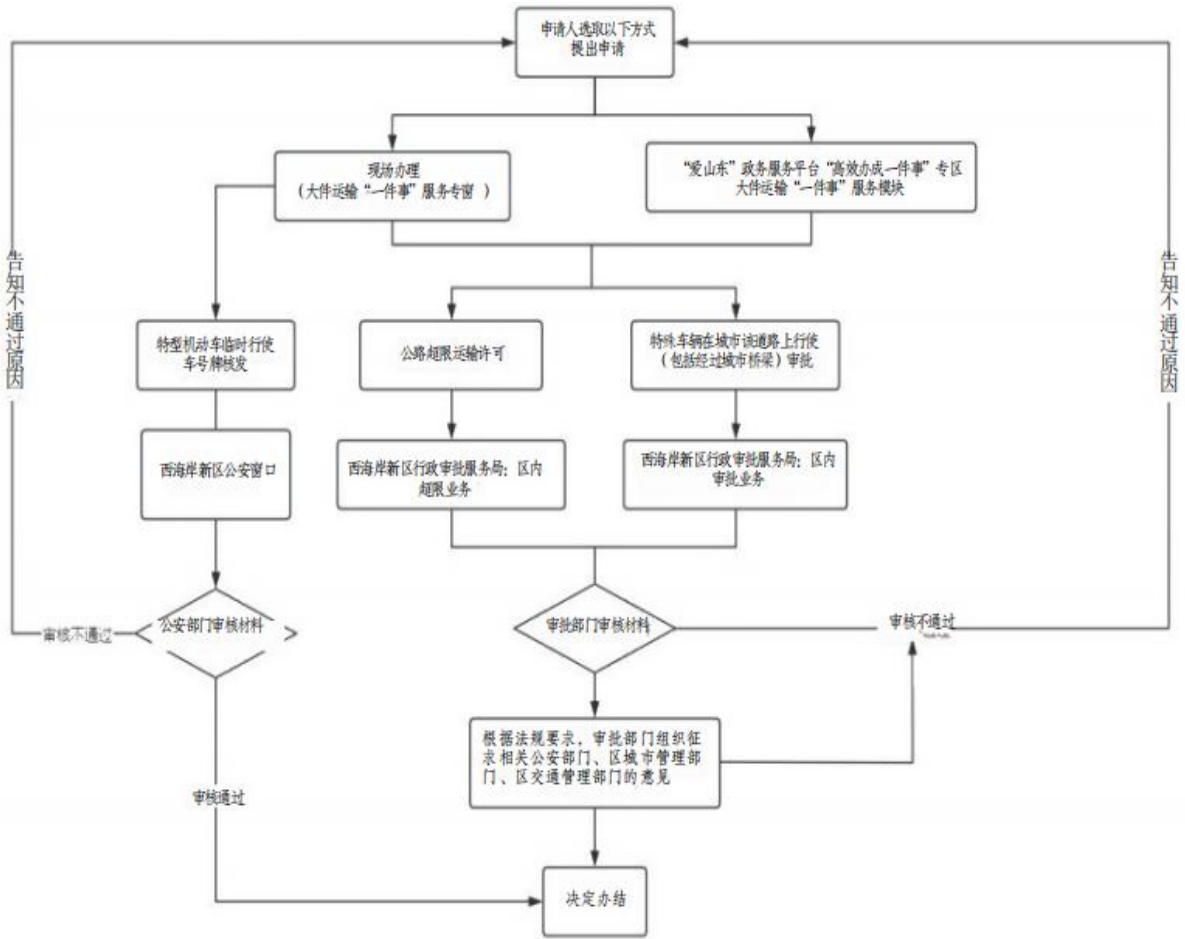 申请人选取以下方式
提出申请
现场办理
（大件运输“一件事”服务专窗 ）
“爱山东”政务服务平台“高效办成一件事”专区
大件运输“一件事”服务模块
告知不通过原因
告知不通过原因
特型机动车临时行使
车号牌核发
公路超限运输许可
特殊车辆在城市该道路上行使
（包括经过城市桥梁）审批
西海岸新区公安窗口
西海岸新区行政审批服务局：区内
超限业务
西海岸新区行政审批服务局：区内
审批业务
审核不通过
公安部门审核材料
审批部门审核材料
审核不通过
根据法规要求，审批部门组织征
求相关公安部门、区城市管理部
门、区交通管理部门的意见
审核通过
决定办结